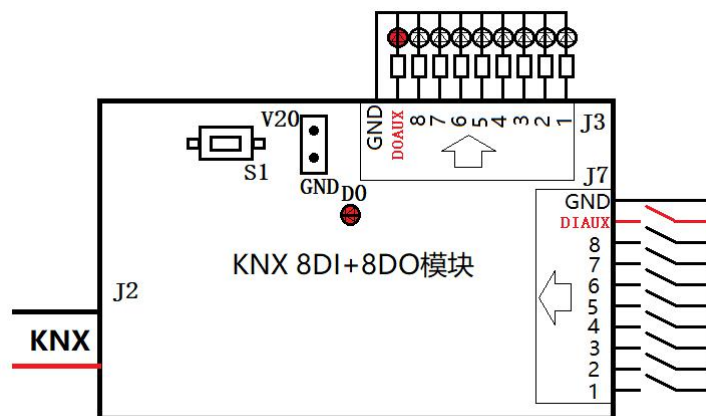 GND DOAUX 8 7 6 5 4 3 2 1 J3
V20
S1
GND
D0
J7
GND
DIAUX
8
7
6
5
4
3
2
1
KNX 8DI+8DO模块
J2
KNX